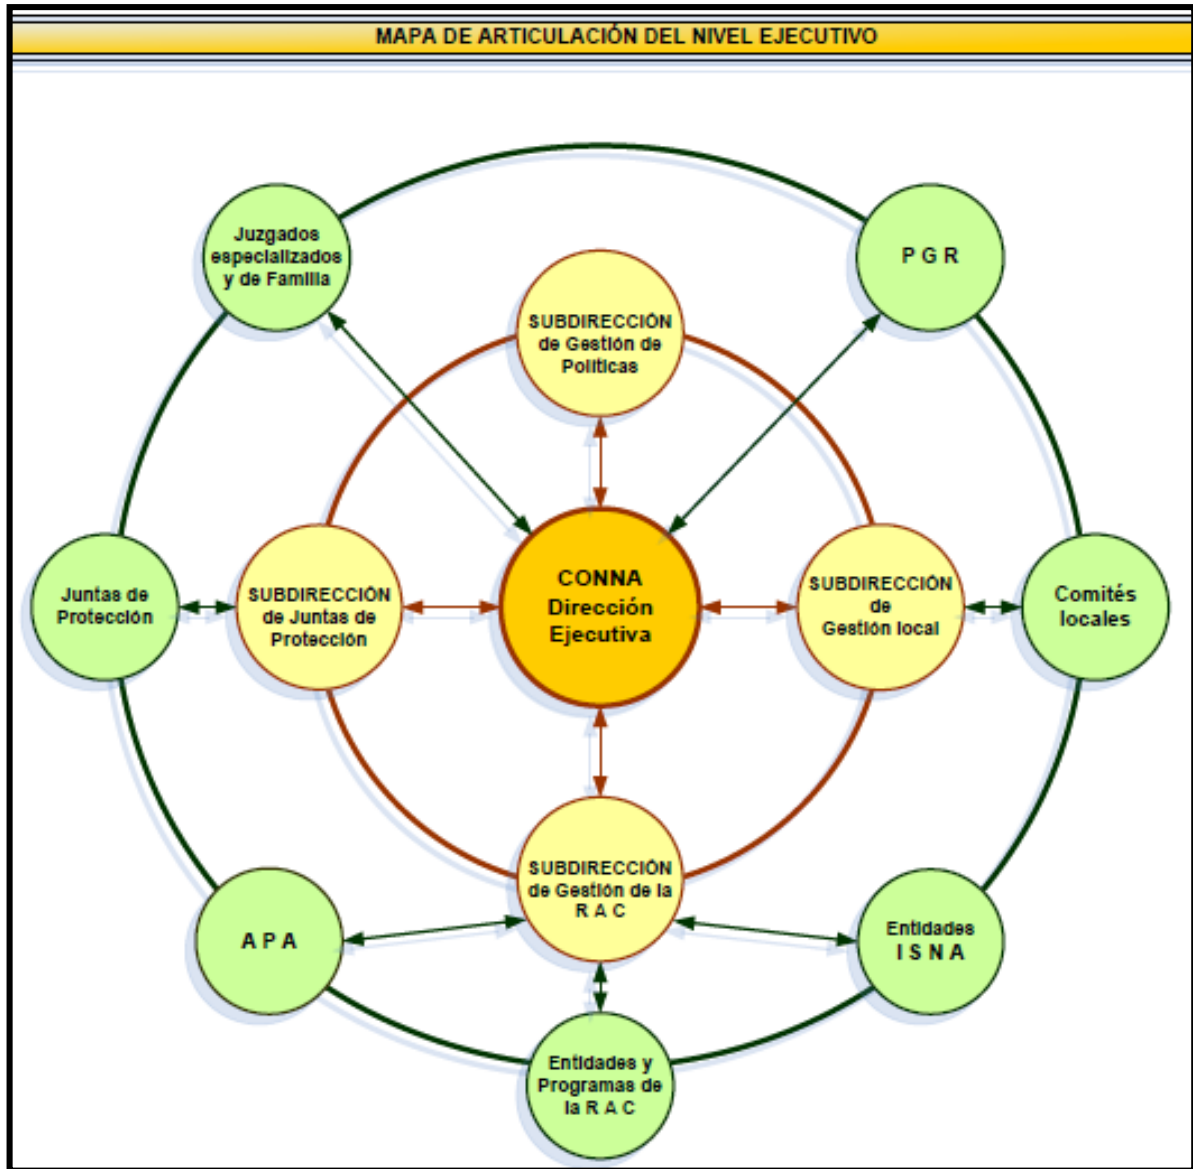 MAPA DE ARTICULACIÓN DEL NIVEL EJECUTIVO
Juzgados
especializados
y de Familia
P G R
SUBDIRECCIÓN
de Gestión de
Políticas
Juntas de
Protección
SUBDIRECCIÓN
de Juntas de
Protección
CONNA
Dirección
Ejecutiva
SUBDIRECCIÓN
de
Gestión local
Comités
locales
SUBDIRECCIÓN
de Gestión de la
R A C
A P A
Entidades
I S N A
Entidades y
Programas de
la R A C